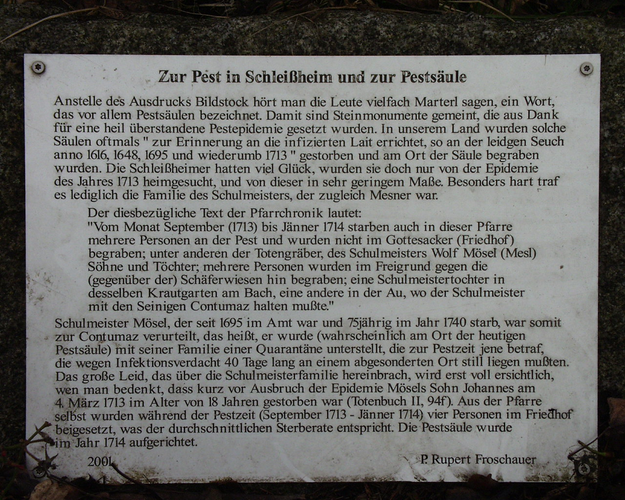 Zur Pest in Schleißheim und zur Pestsäule
Anstelle des Ausdrucks Bildstock hört man die Leute vielfach Marterl sagen, ein Wort,
das vor allem Pestsäulen bezeichnet. Damit sind Steinmonumente gemeint, die aus Dank
für eine heil überstandene Pestepidemie gesetzt wurden. In unserem Land wurden solche
Säulen oftmals " zur Erinnerung an die infizierten Lait errichtet, so an der leidgen Seuch
anno 1616, 1648, 1695 und wiederumb 1713 " gestorben und am Ort der Säule begraben
wurden. Die Schleißheimer hatten viel Glück, wurden sie doch nur von der Epidemie
des Jahres 1713 heimgesucht, und von dieser in sehr geringem Maße. Besonders hart traf
es lediglich die Familie des Schulmeisters, der zugleich Mesner war.
Der diesbezügliche Text der Pfarrchronik lautet:
"Vom Monat September (1713) bis Jänner 1714 starben auch in dieser Pfarre
mehrere Personen an der Pest und wurden nicht im Gottesacker (Friedhof)
begraben; unter anderen der Totengräber, des Schulmeisters Wolf Mösel (Mesl)
Söhne und Töchter; mehrere Personen wurden im Freigrund gegen die
(gegenüber der) Schäferwiesen hin begraben; eine Schulmeistertochter in
desselben Krautgarten am Bach, eine andere in der Au, wo der Schulmeister
mit den Seinigen Contumaz halten mußte."
Schulmeister Mösel, der seit 1695 im Amt war und 75jährig im Jahr 1740 starb, war somit
zur Contumaz verurteilt, das heißt, er wurde (wahrscheinlich am Ort der heutigen
Pestsäule) mit seiner Familie einer Quarantäne unterstellt, die zur Pestzeit jene betraf,
die wegen Infektionsverdacht 40 Tage lang an einem abgesonderten Ort still liegen mußten.
Das große Leid, das über die Schulmeisterfamilie hereinbrach, wird erst voll ersichtlich,
wen man bedenkt, dass kurz vor Ausbruch der Epidemie Mösels Sohn Johannes am
4. März 1713 im Alter von 18 Jahren gestorben war (Totenbuch II, 94f). Aus der Pfarre
selbst wurden während der Pestzeit (September 1713 - Jänner 1714) vier Personen im Friedhof
beigesetzt, was der durchschnittlichen Sterberate entspricht. Die Pestsäule wurde
im Jahr 1714 aufgerichtet.
2001 P. Rupert Froschauer